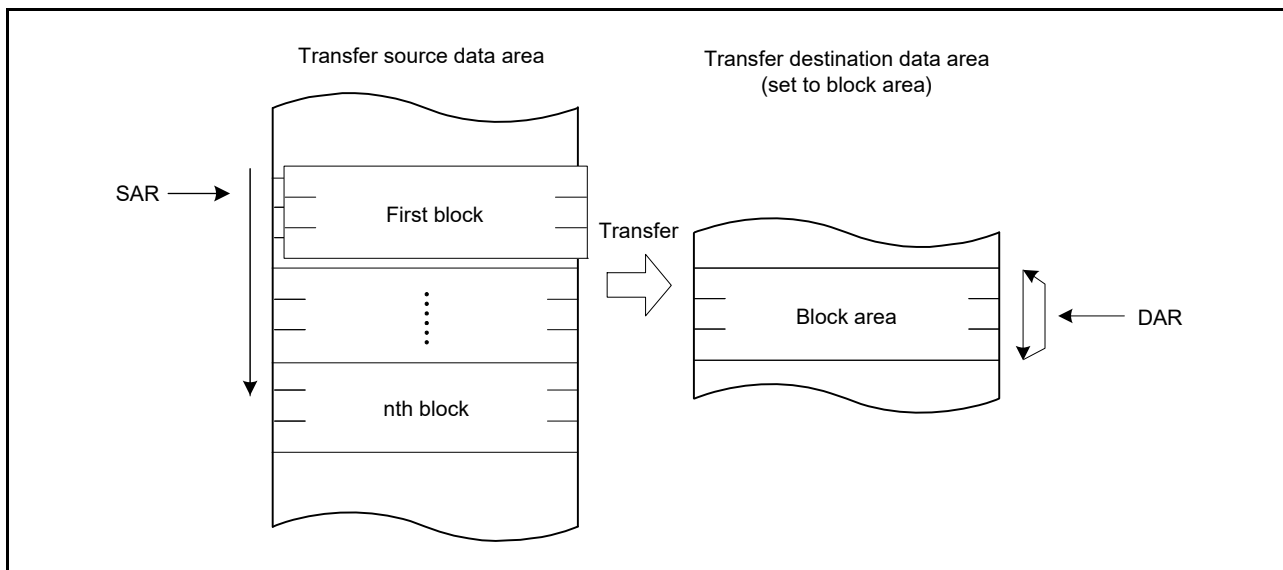 Transfer source data area
Transfer destination data area
(set to block area)
SAR
First block
Transfer
Block area
DAR
nth block